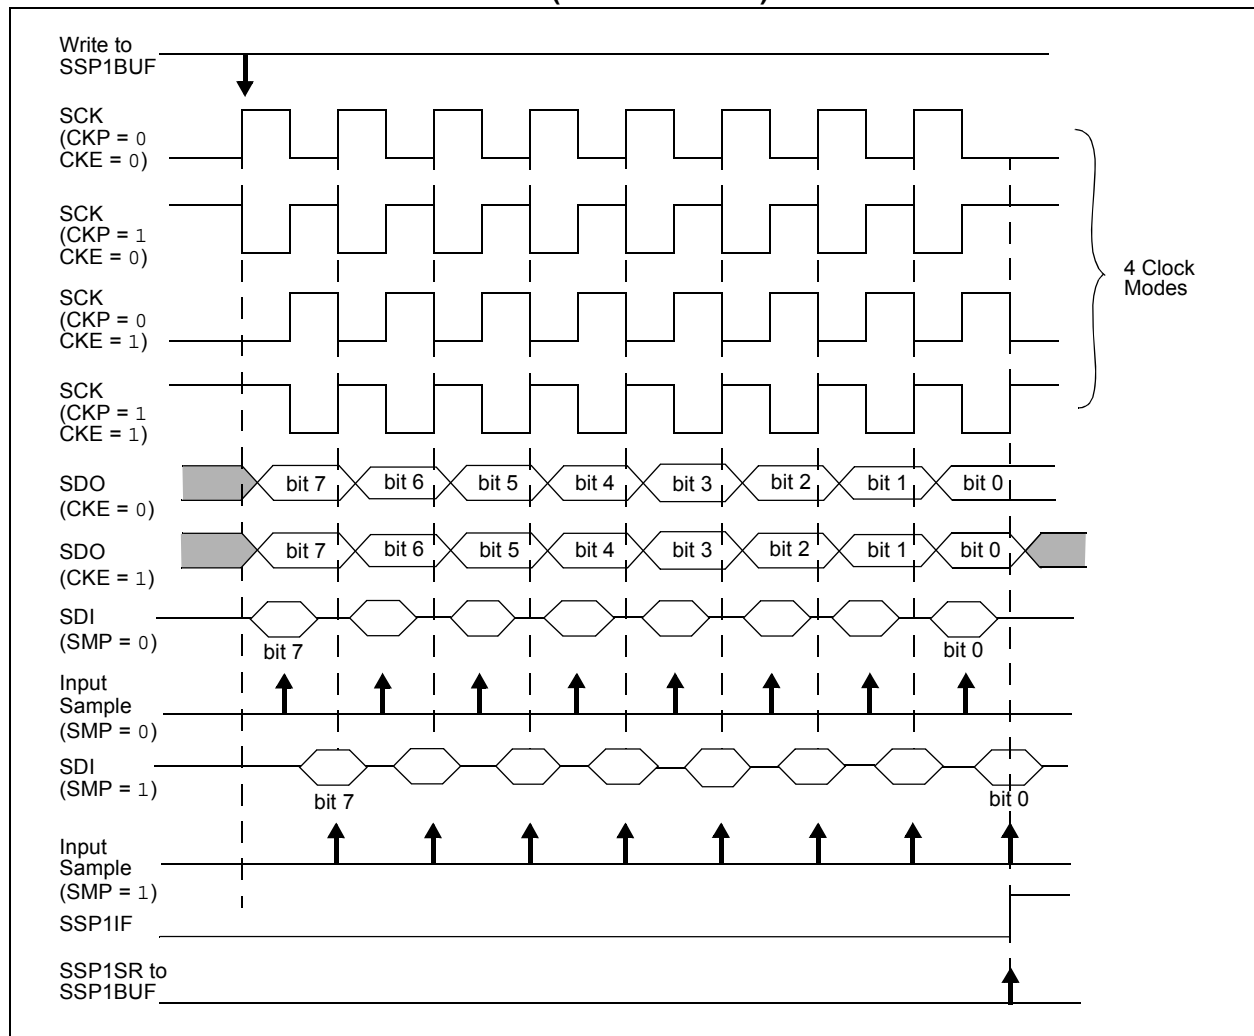 Write to
SSP1BUF
SCK
(CKP = 0
CKE = 0)
SCK
(CKP = 1
CKE = 0)
SCK
(CKP = 0
CKE = 1)
SCK
(CKP = 1
CKE = 1)
4 Clock
Modes
SDO
(CKE = 0)
bit 7 bit 6 bit 5 bit 4 bit 3 bit 2 bit 1 bit 0
SDO
(CKE = 1)
bit 7 bit 6 bit 5 bit 4 bit 3 bit 2 bit 1 bit 0
SDI
(SMP = 0)
bit 7 bit 0
Input
Sample
(SMP = 0)
SDI
(SMP = 1)
bit 7 bit 0
Input
Sample
(SMP = 1)
SSP1IF
SSP1SR to
SSP1BUF